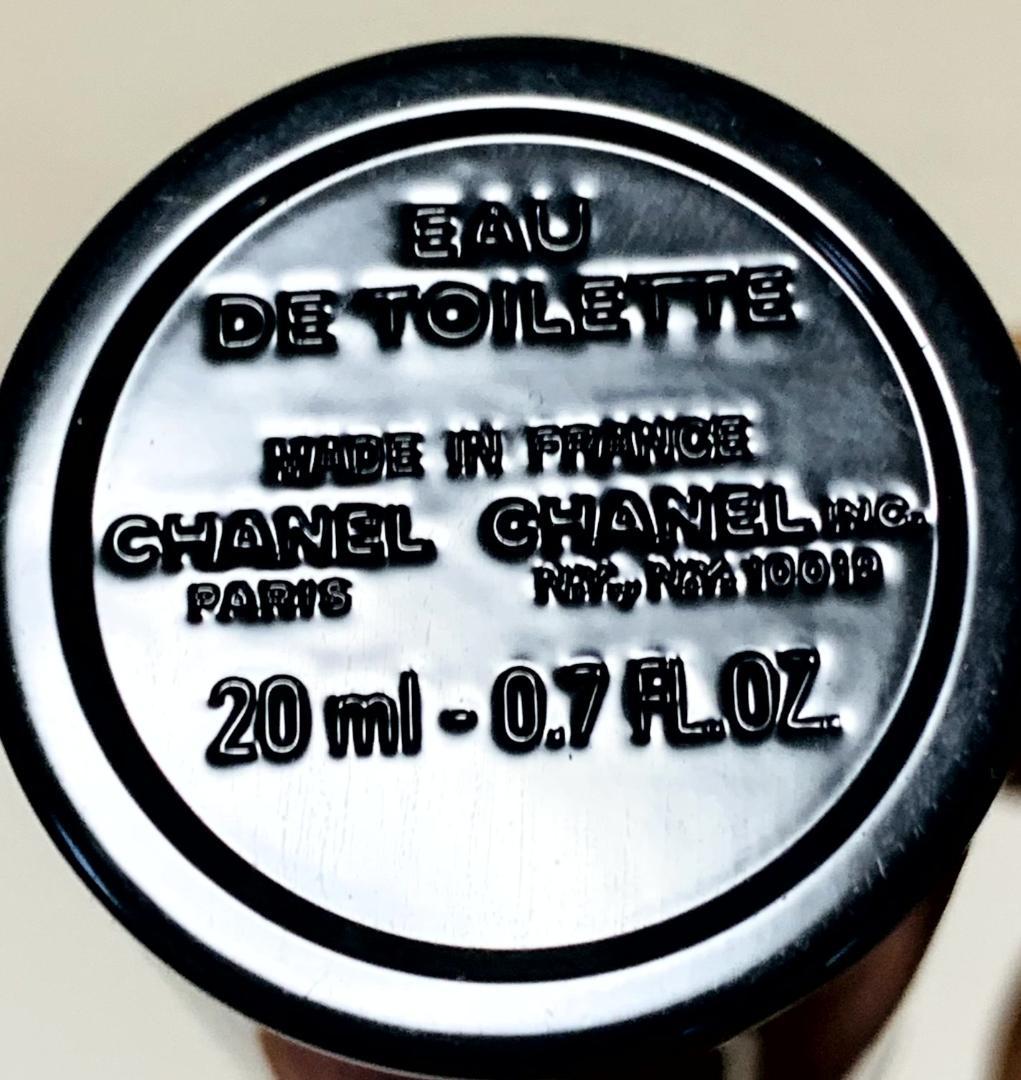 EAU
DE TOILETTE
MADE IN FRANCE
CHANEL CHANEL INC.
PARIS N.Y., N.Y. 10019
20 ml - 0.7 FL.OZ.